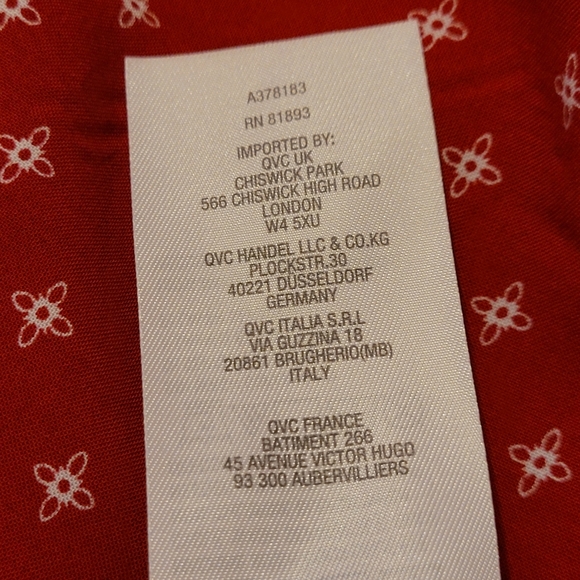 A378183
RN 81893
IMPORTED BY:
QVC UK
CHISWICK PARK
566 CHISWICK HIGH ROAD
LONDON
W4 5XU
QVC HANDEL LLC & CO.KG
PLOCKSTR.30
40221 DÜSSELDORF
GERMANY
QVC ITALIA S.R.L
VIA GUZZINA 18
20861 BRUGHERIO(MB)
ITALY
QVC FRANCE
BATIMENT 266
45 AVENUE VICTOR HUGO
93 300 AUBERVILLIERS